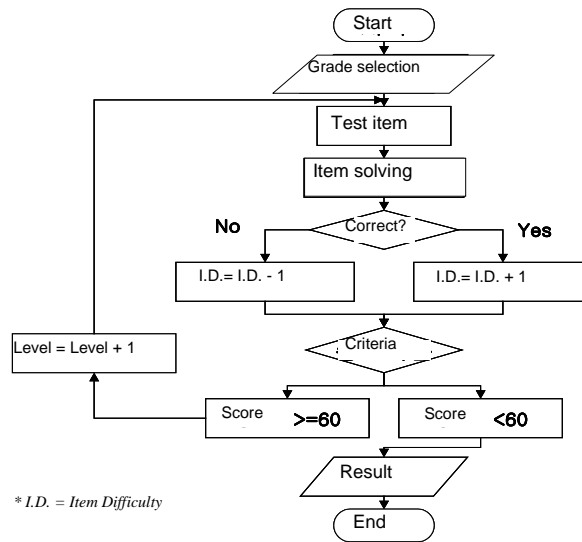 Start
Grade selection
Test item
Item solving
Correct?
No
Yes
I.D.= I.D. - 1
I.D.= I.D. + 1
Level = Level + 1
Criteria
Score >=60
Score <60
Result
* I.D. = Item Difficulty
End